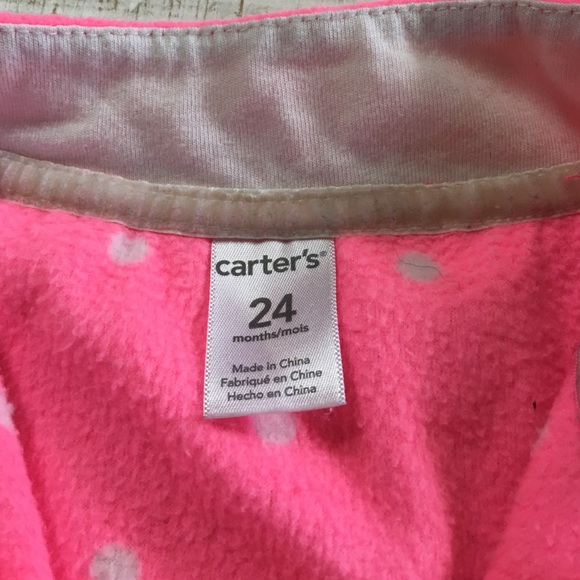 carter's®
24
months/mois
Made in China
Fabriqué en Chine
Hecho en China